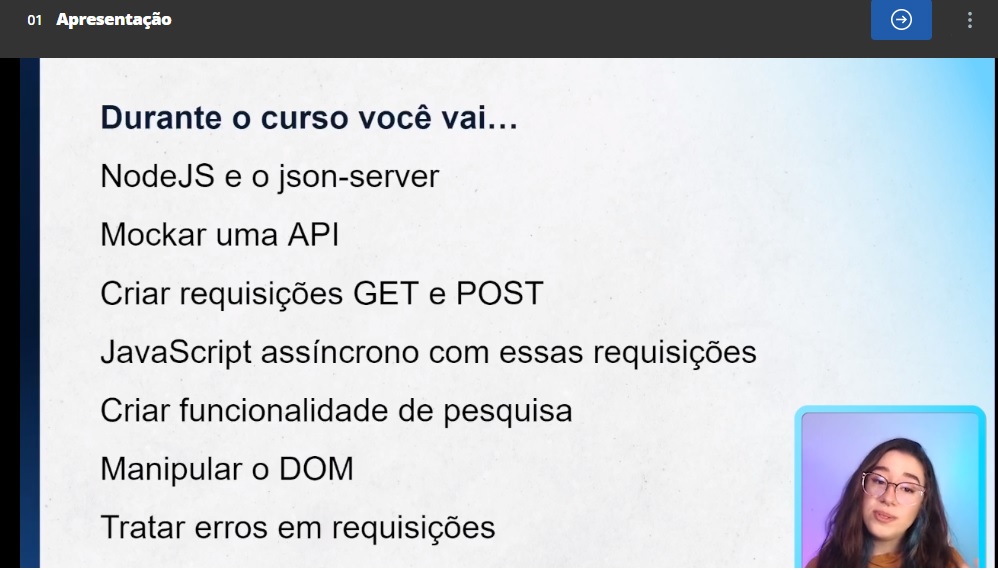 01 Apresentação
Durante o curso você vai…
NodeJS e o json-server
Mockar uma API
Criar requisições GET e POST
JavaScript assíncrono com essas requisições
Criar funcionalidade de pesquisa
Manipular o DOM
Tratar erros em requisições